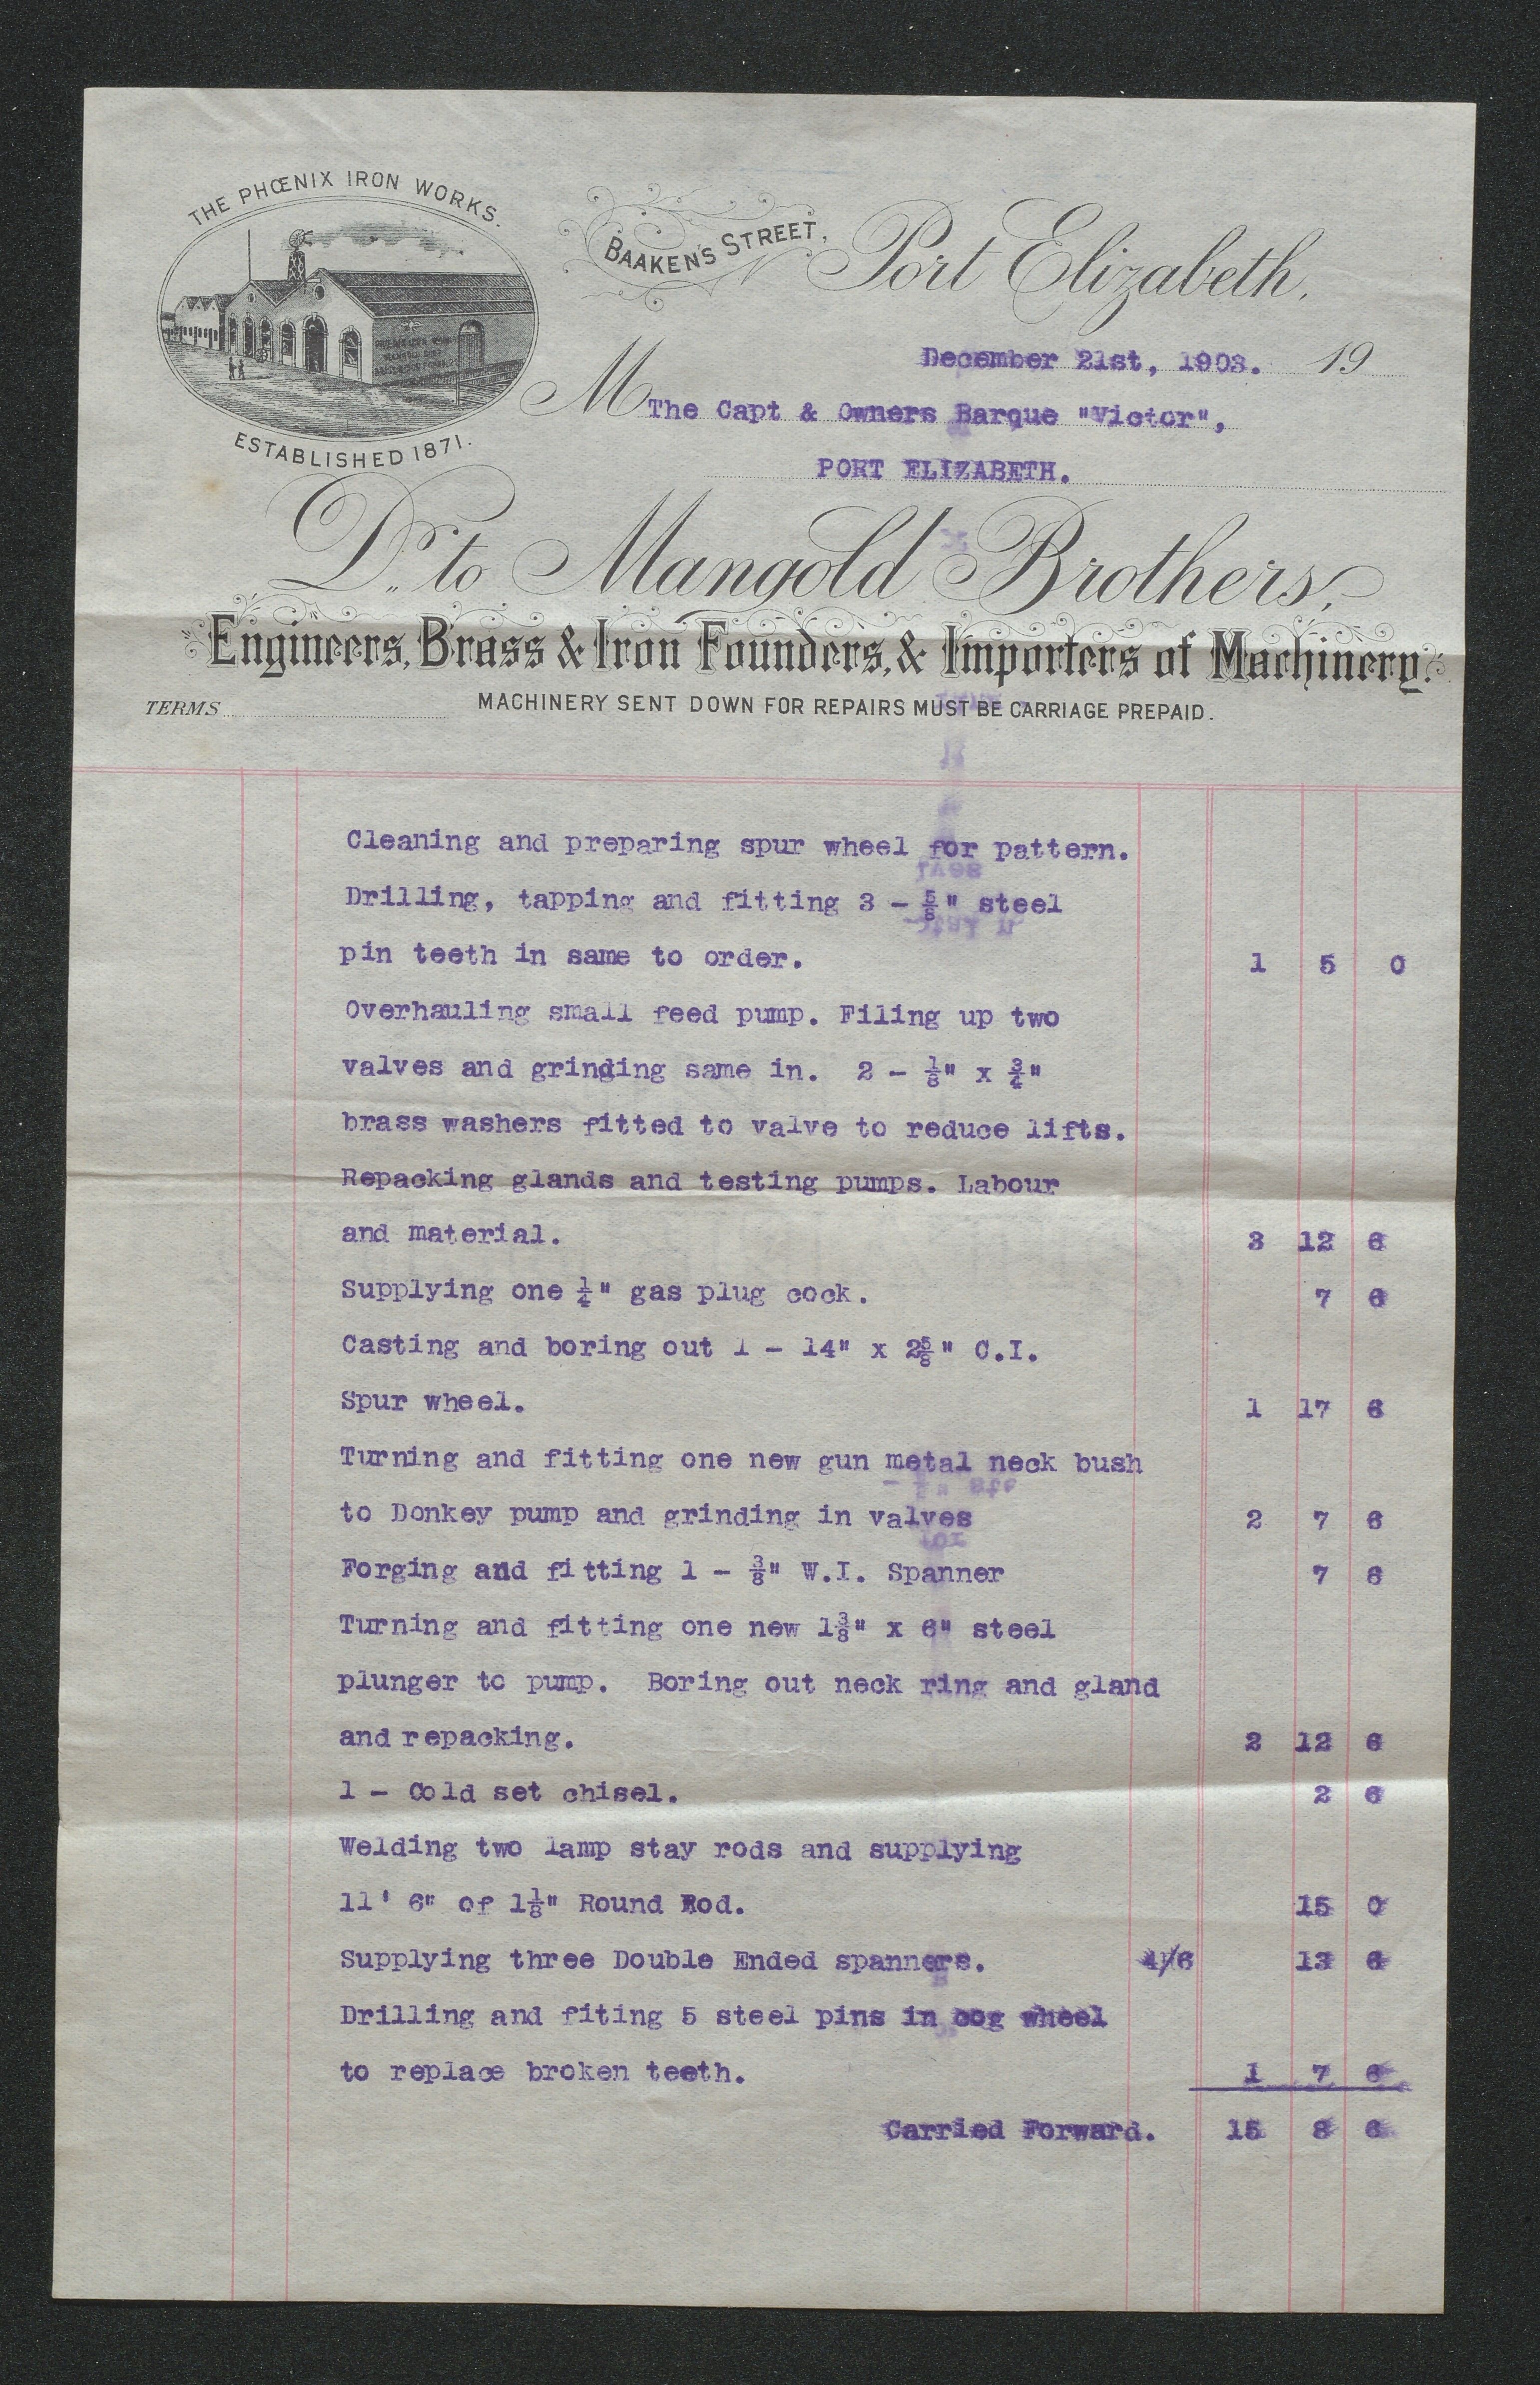 THE PHŒNIX IRON WORKS.
ESTABLISHED 1871.
BAAKEN'S STREET, Port Elizabeth,
December 21st, 1903. 19
M The Capt & Owners Barque "Victor",
PORT ELIZABETH.
Dr. to Mangold Brothers,
Engineers, Brass & Iron Founders, & Importers of Machinery.
TERMS MACHINERY SENT DOWN FOR REPAIRS MUST BE CARRIAGE PREPAID.
Cleaning and preparing spur wheel for pattern.
Drilling, tapping and fitting 3 - 5/8" steel
pin teeth in same to order. 1 5 0
Overhauling small feed pump. Filing up two
valves and grinding same in. 2 - 1/8" x 3/4"
brass washers fitted to valve to reduce lifts.
Repacking glands and testing pumps. Labour
and material. 3 12 6
Supplying one 1/4" gas plug cock. 7 6
Casting and boring out 1 - 14" x 2 5/8" C.I.
Spur wheel. 1 17 6
Turning and fitting one new gun metal neck bush
to Donkey pump and grinding in valves 2 7 6
Forging and fitting 1 - 3/8" W.I. Spanner 7 6
Turning and fitting one new 1 3/8" x 6" steel
plunger to pump. Boring out neck ring and gland
and repacking. 2 12 6
1 - Cold set chisel. 2 6
Welding two lamp stay rods and supplying
11' 6" of 1 1/8" Round Rod. 15 0
Supplying three Double Ended spanners. 4/6 13 6
Drilling and fiting 5 steel pins in cog wheel
to replace broken teeth. 1 7 6
Carried Forward. 15 8 6